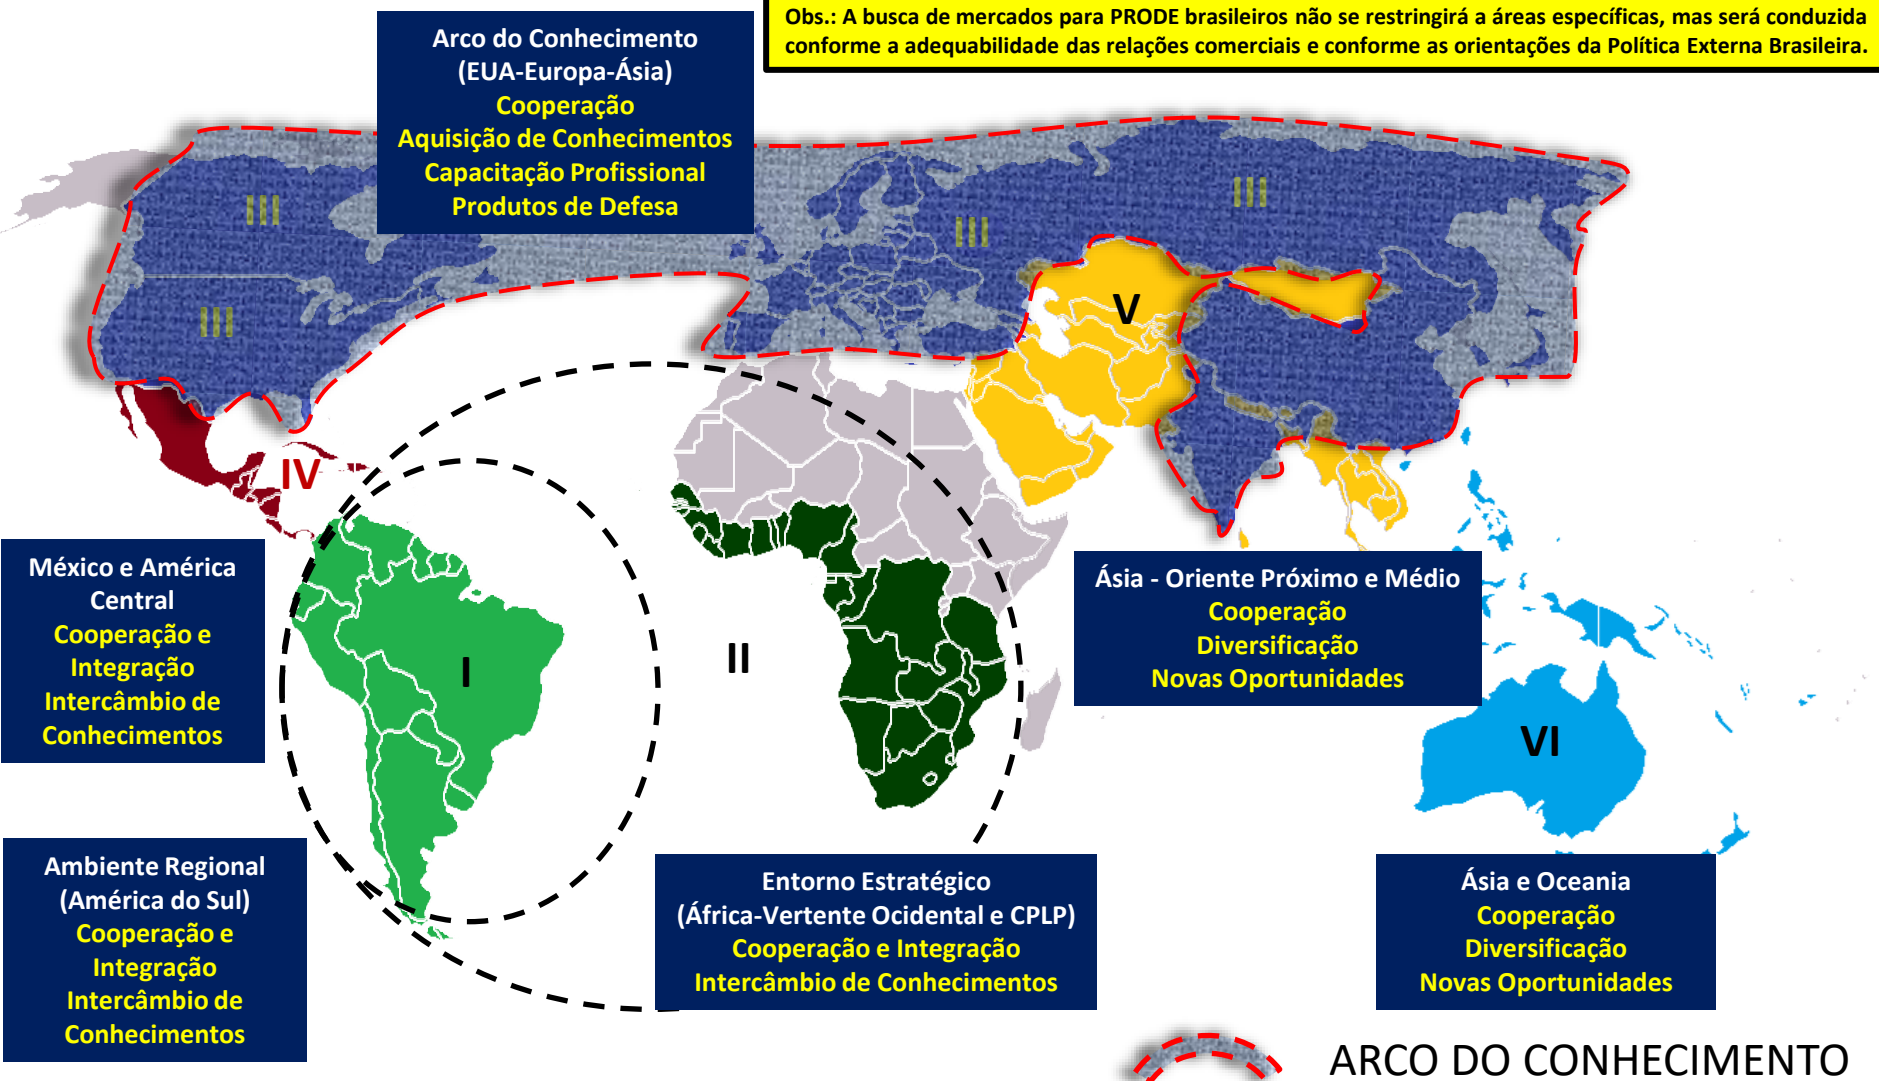 Obs.: A busca de mercados para PRODE brasileiros não se restringirá a áreas específicas, mas será conduzida
conforme a adequabilidade das relações comerciais e conforme as orientações da Política Externa Brasileira.
Arco do Conhecimento
(EUA-Europa-Ásia)
Cooperação
Aquisição de Conhecimentos
Capacitação Profissional
Produtos de Defesa
III
III
III
III
V
IV
México e América
Central
Cooperação e
Integração
Intercâmbio de
Conhecimentos
I
II
Ásia - Oriente Próximo e Médio
Cooperação
Diversificação
Novas Oportunidades
VI
Ambiente Regional
(América do Sul)
Cooperação e
Integração
Intercâmbio de
Conhecimentos
Entorno Estratégico
(África-Vertente Ocidental e CPLP)
Cooperação e Integração
Intercâmbio de Conhecimentos
Ásia e Oceania
Cooperação
Diversificação
Novas Oportunidades
ARCO DO CONHECIMENTO